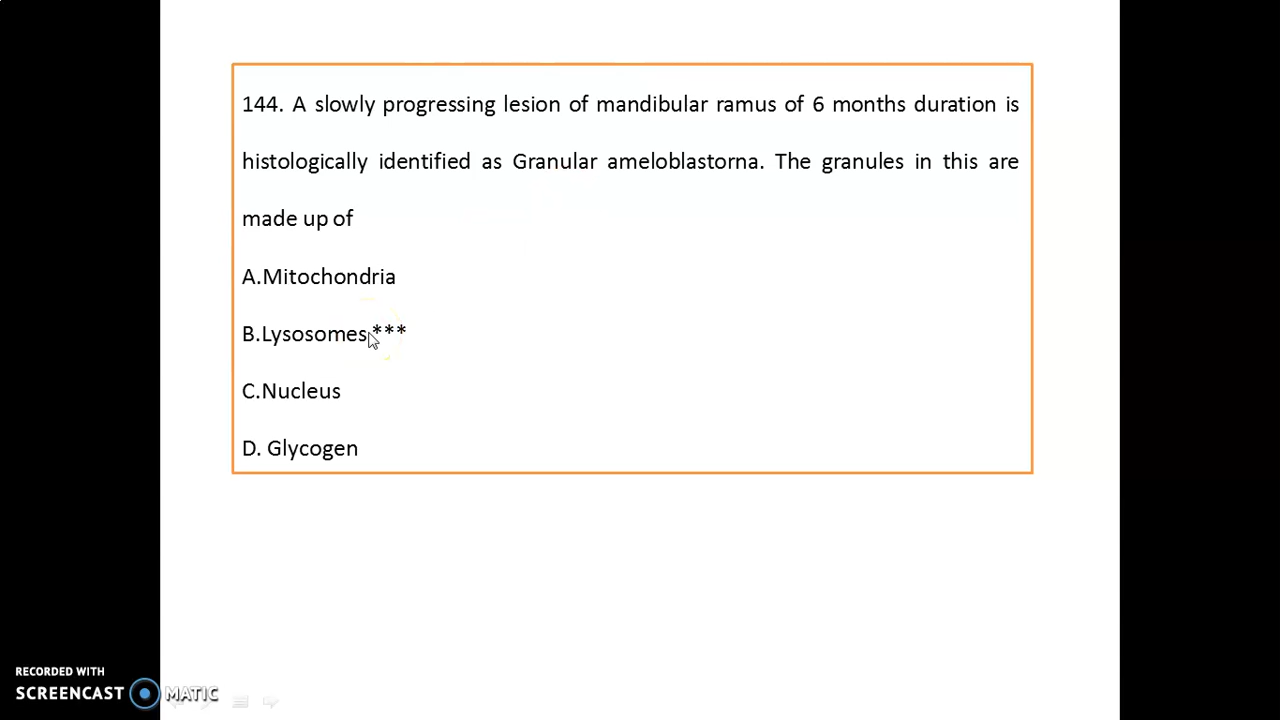 144. A slowly progressing lesion of mandibular ramus of 6 months duration is
histologically identified as Granular ameloblastorna. The granules in this are
made up of
A.Mitochondria
B.Lysosomes***
C.Nucleus
D. Glycogen
RECORDED WITH
SCREENCAST MATIC